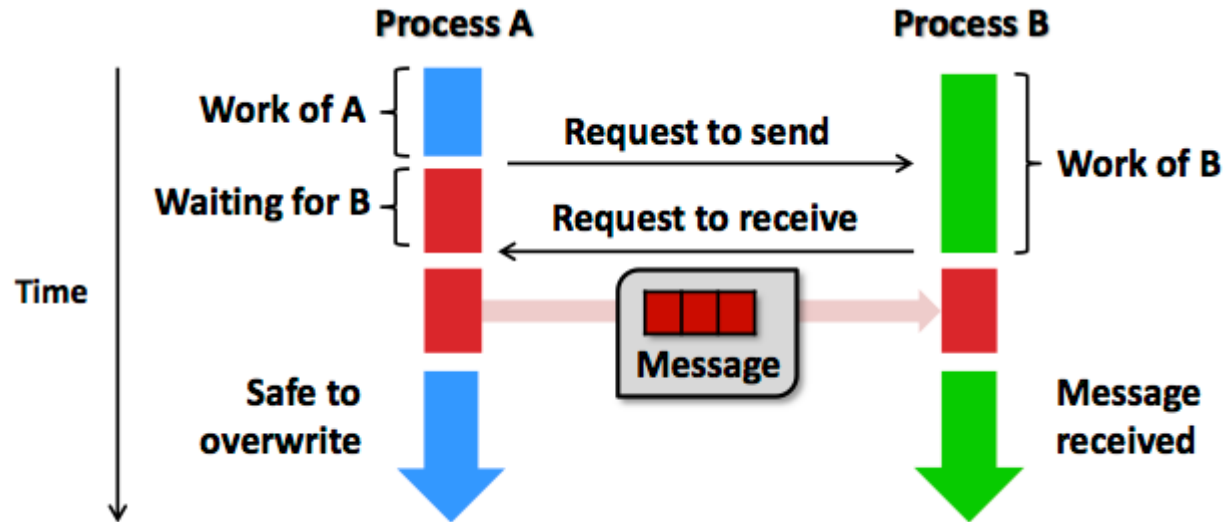 Process A
Process B
Work of A
Request to send
Work of B
Waiting for B
Request to receive
Time
Message
Safe to
overwrite
Message
received